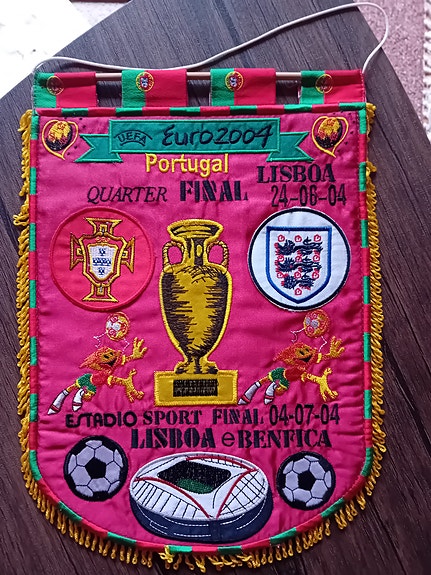 UEFA Euro2004
Portugal
LISBOA
QUARTER FINAL 24-06-04
ESTADIO SPORT FINAL 04-07-04
LISBOA e BENFICA